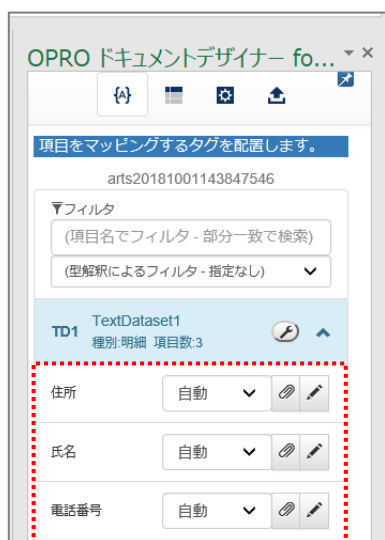 OPRO ドキュメントデザイナー fo...
{A}
項目をマッピングするタグを配置します。
arts20181001143847546
フィルタ
(項目名でフィルタ - 部分一致で検索)
(型解釈によるフィルタ - 指定なし)
TD1 TextDataset1
種別:明細 項目数:3
住所 自動
氏名 自動
電話番号 自動